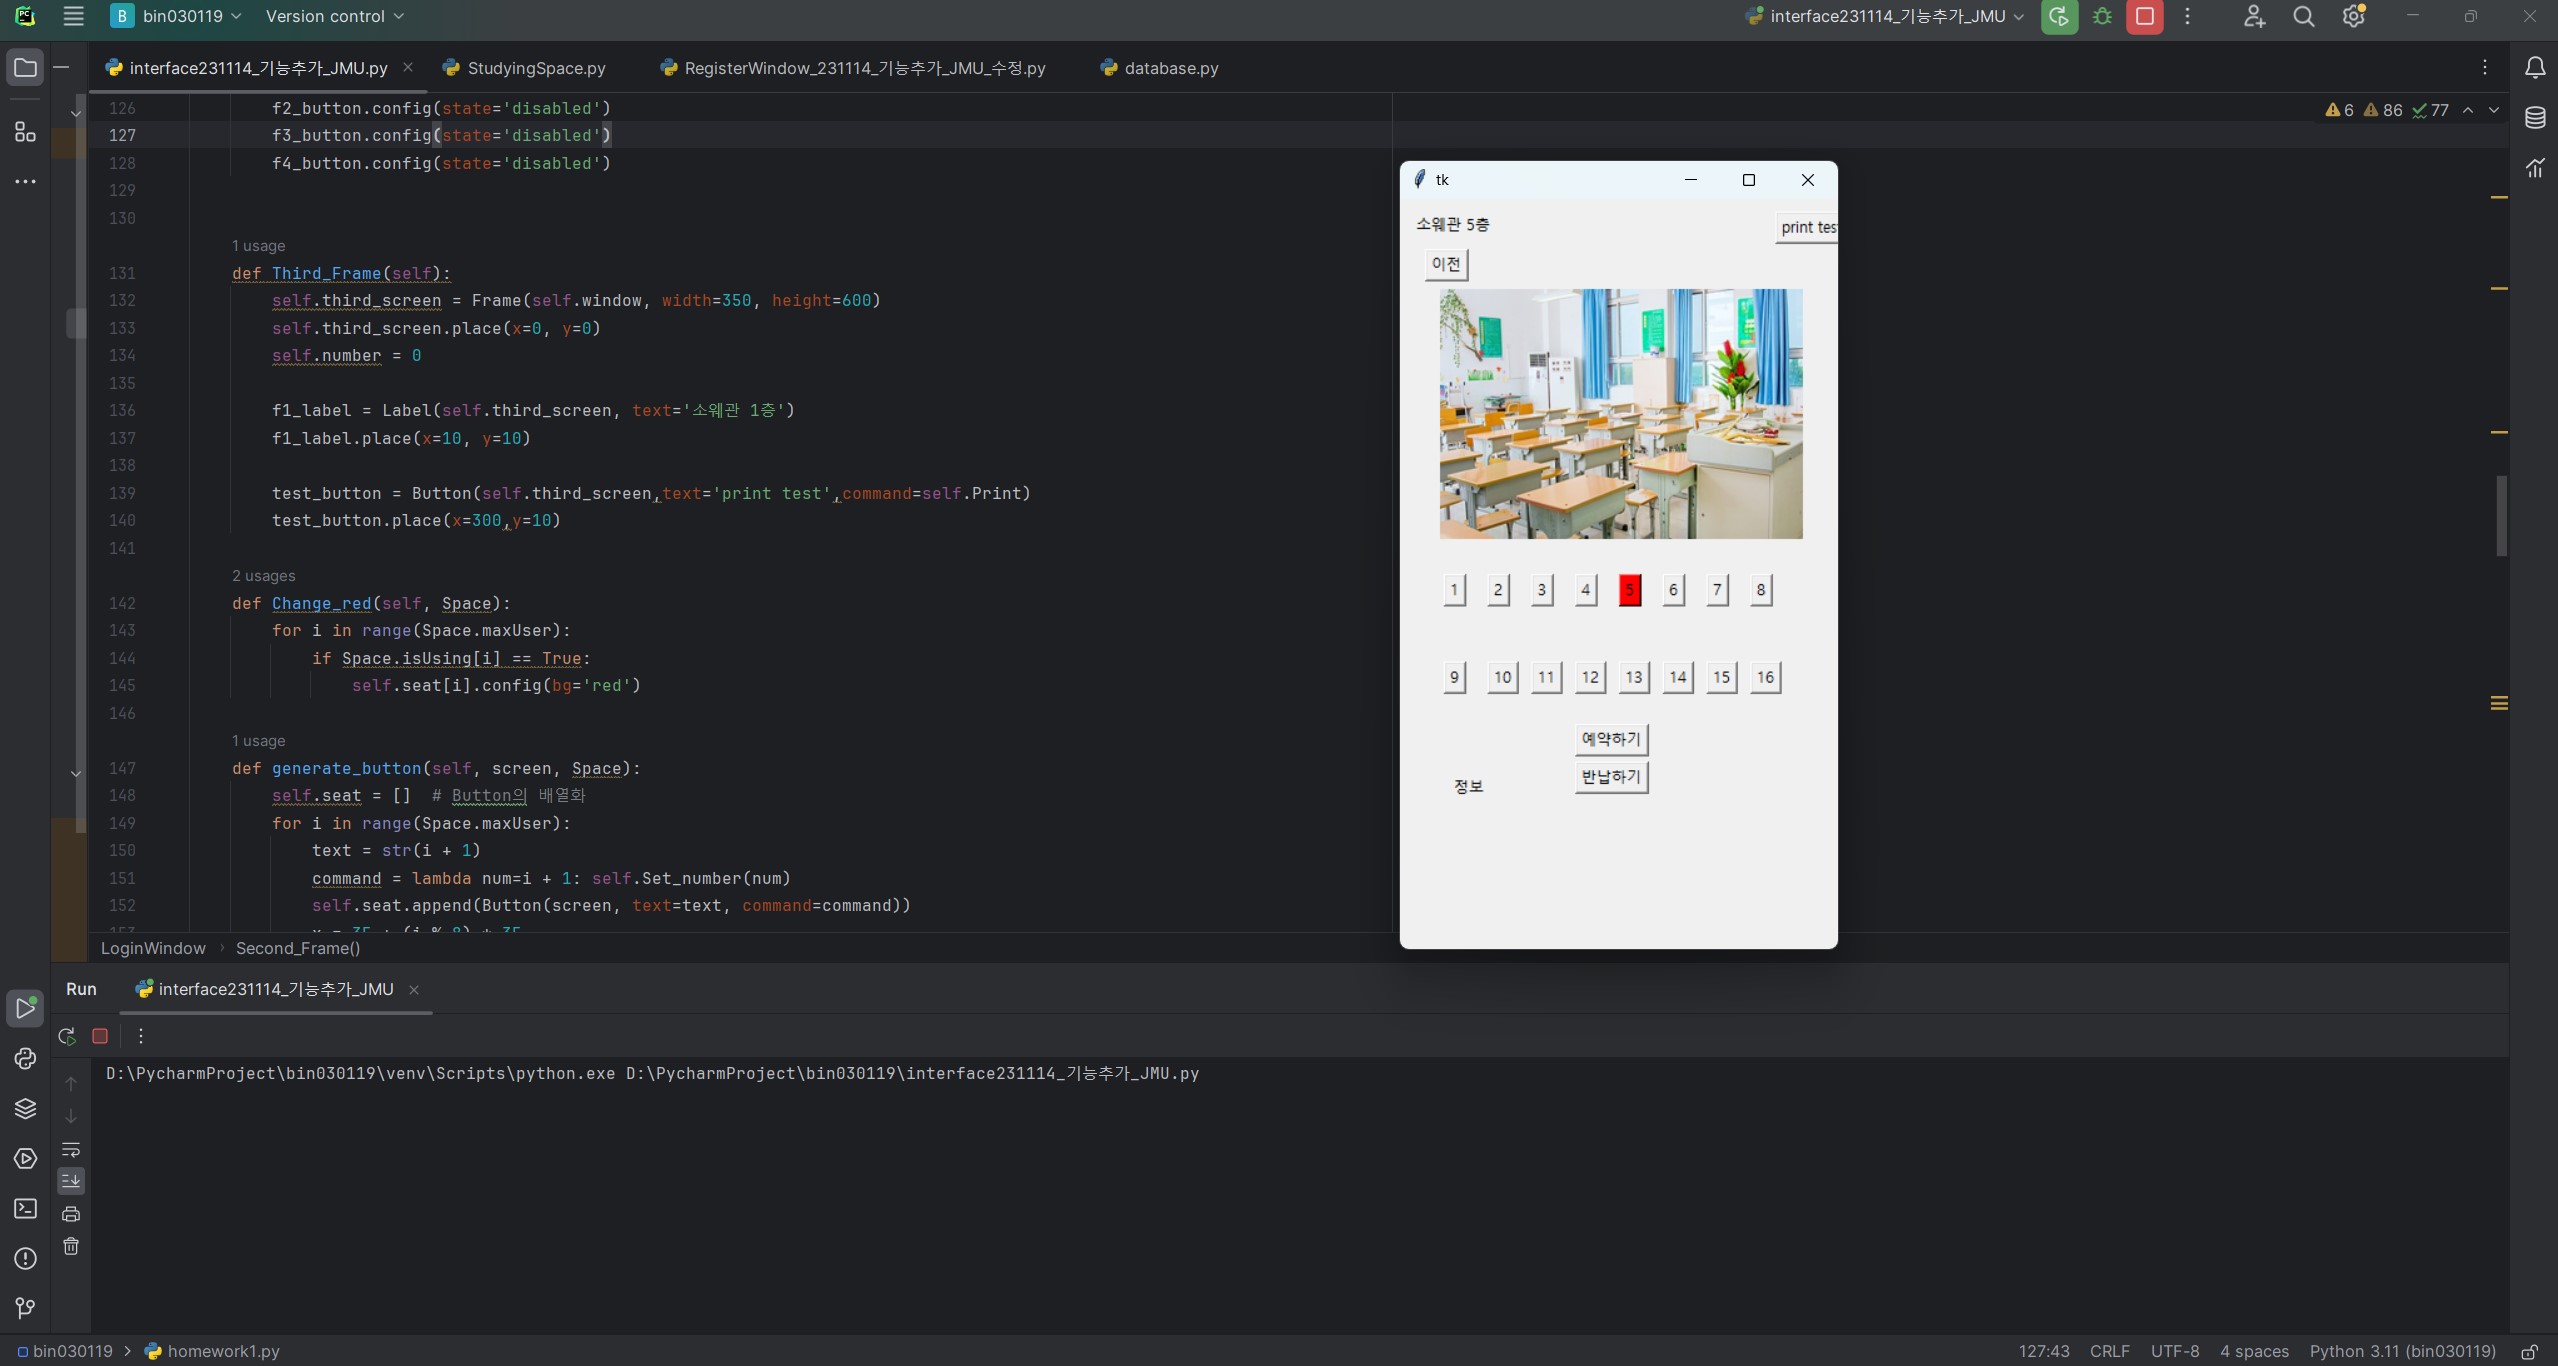 B bin030119 Version control interface231114_기능추가_JMU
interface231114_기능추가_JMU.py StudyingSpace.py RegisterWindow_231114_기능추가_JMU_수정.py database.py
6 86 77
126 f2_button.config(state='disabled')
127 f3_button.config(state='disabled')
128 f4_button.config(state='disabled')
129
130
1 usage
131 def Third_Frame(self):
132 self.third_screen = Frame(self.window, width=350, height=600)
133 self.third_screen.place(x=0, y=0)
134 self.number = 0
135
136 f1_label = Label(self.third_screen, text='소웨관 1층')
137 f1_label.place(x=10, y=10)
138
139 test_button = Button(self.third_screen,text='print test',command=self.Print)
140 test_button.place(x=300,y=10)
141
2 usages
142 def Change_red(self, Space):
143 for i in range(Space.maxUser):
144 if Space.isUsing[i] == True:
145 self.seat[i].config(bg='red')
146
1 usage
147 def generate_button(self, screen, Space):
148 self.seat = [] # Button의 배열화
149 for i in range(Space.maxUser):
150 text = str(i + 1)
151 command = lambda num=i + 1: self.Set_number(num)
152 self.seat.append(Button(screen, text=text, command=command))
153 x = 35 + (i % 8) * 35
LoginWindow › Second_Frame()
tk
소웨관 5층 print tes
이전
1 2 3 4 5 6 7 8
9 10 11 12 13 14 15 16
예약하기
반납하기
정보
Run interface231114_기능추가_JMU
D:\PycharmProject\bin030119\venv\Scripts\python.exe D:\PycharmProject\bin030119\interface231114_기능추가_JMU.py
bin030119 > homework1.py 127:43 CRLF UTF-8 4 spaces Python 3.11 (bin030119)